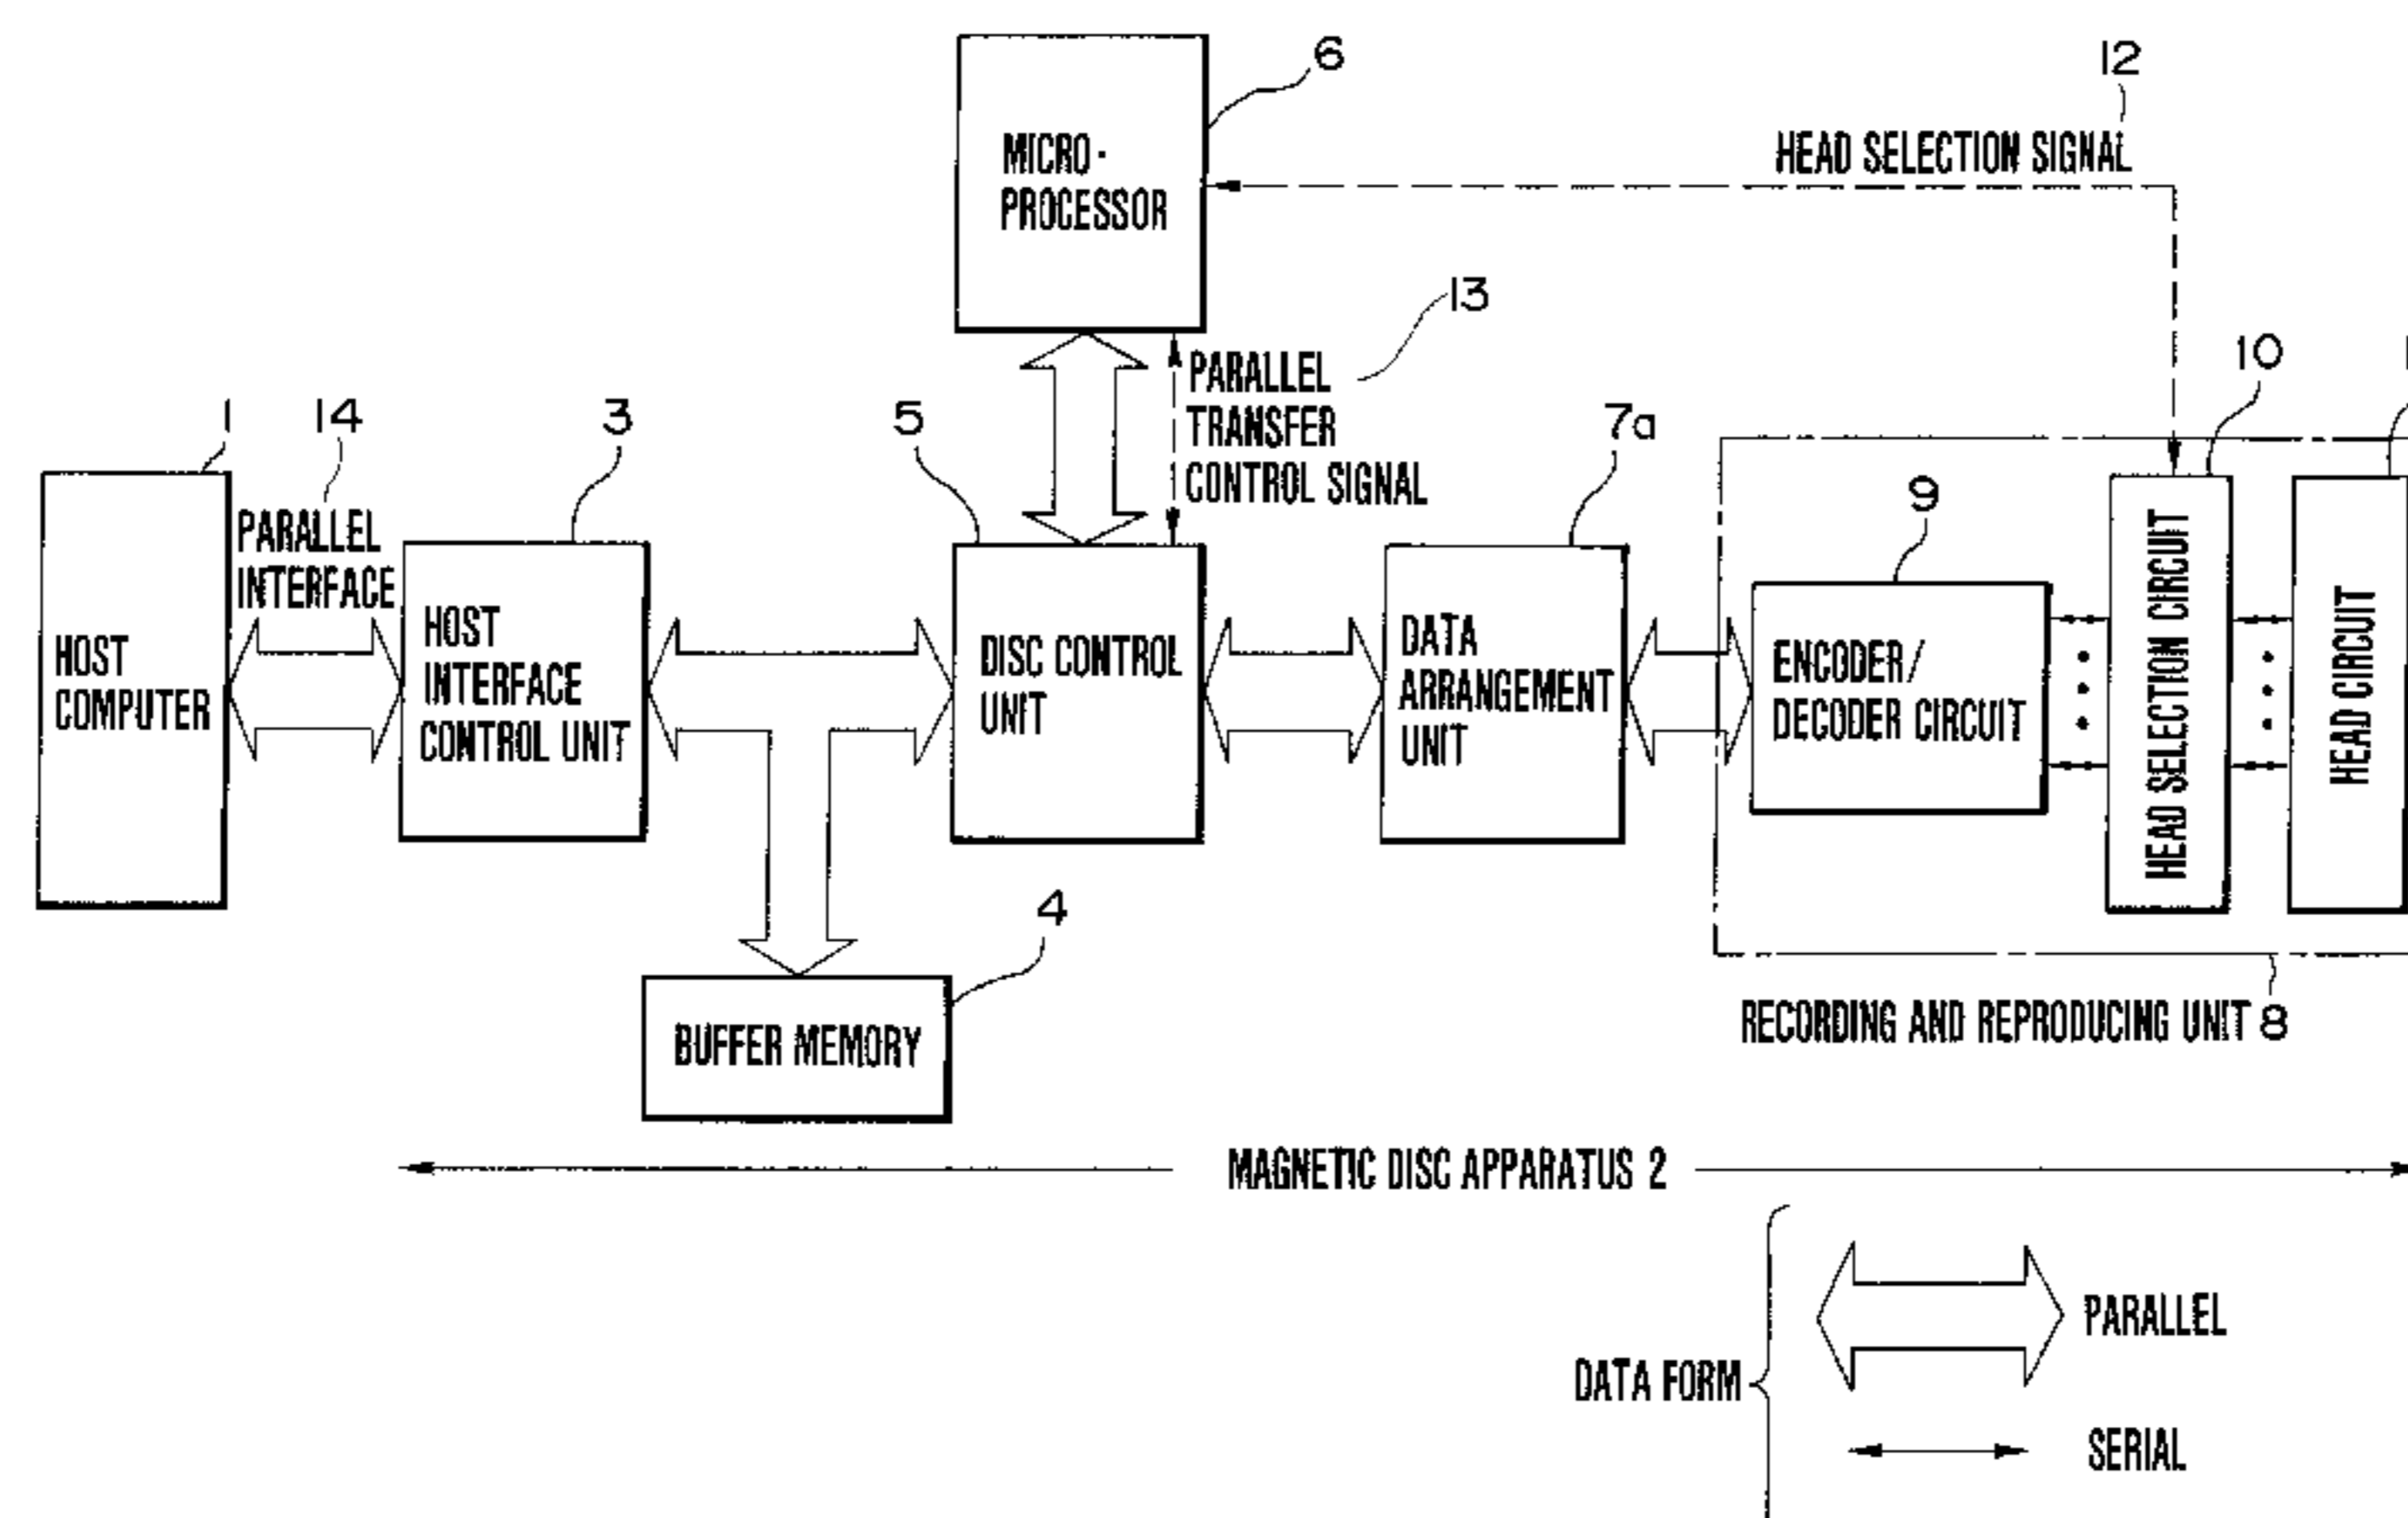 6
12
MICRO-
PROCESSOR
HEAD SELECTION SIGNAL
13
PARALLEL
TRANSFER
CONTROL SIGNAL
1
14
3
5
7a
10
9
PARALLEL
INTERFACE
HOST
COMPUTER
HOST
INTERFACE
CONTROL UNIT
DISC CONTROL
UNIT
DATA
ARRANGEMENT
UNIT
ENCODER/
DECODER CIRCUIT
HEAD SELECTION CIRCUIT
HEAD CIRCUIT
4
BUFFER MEMORY
RECORDING AND REPRODUCING UNIT 8
MAGNETIC DISC APPARATUS 2
DATA FORM
PARALLEL
SERIAL